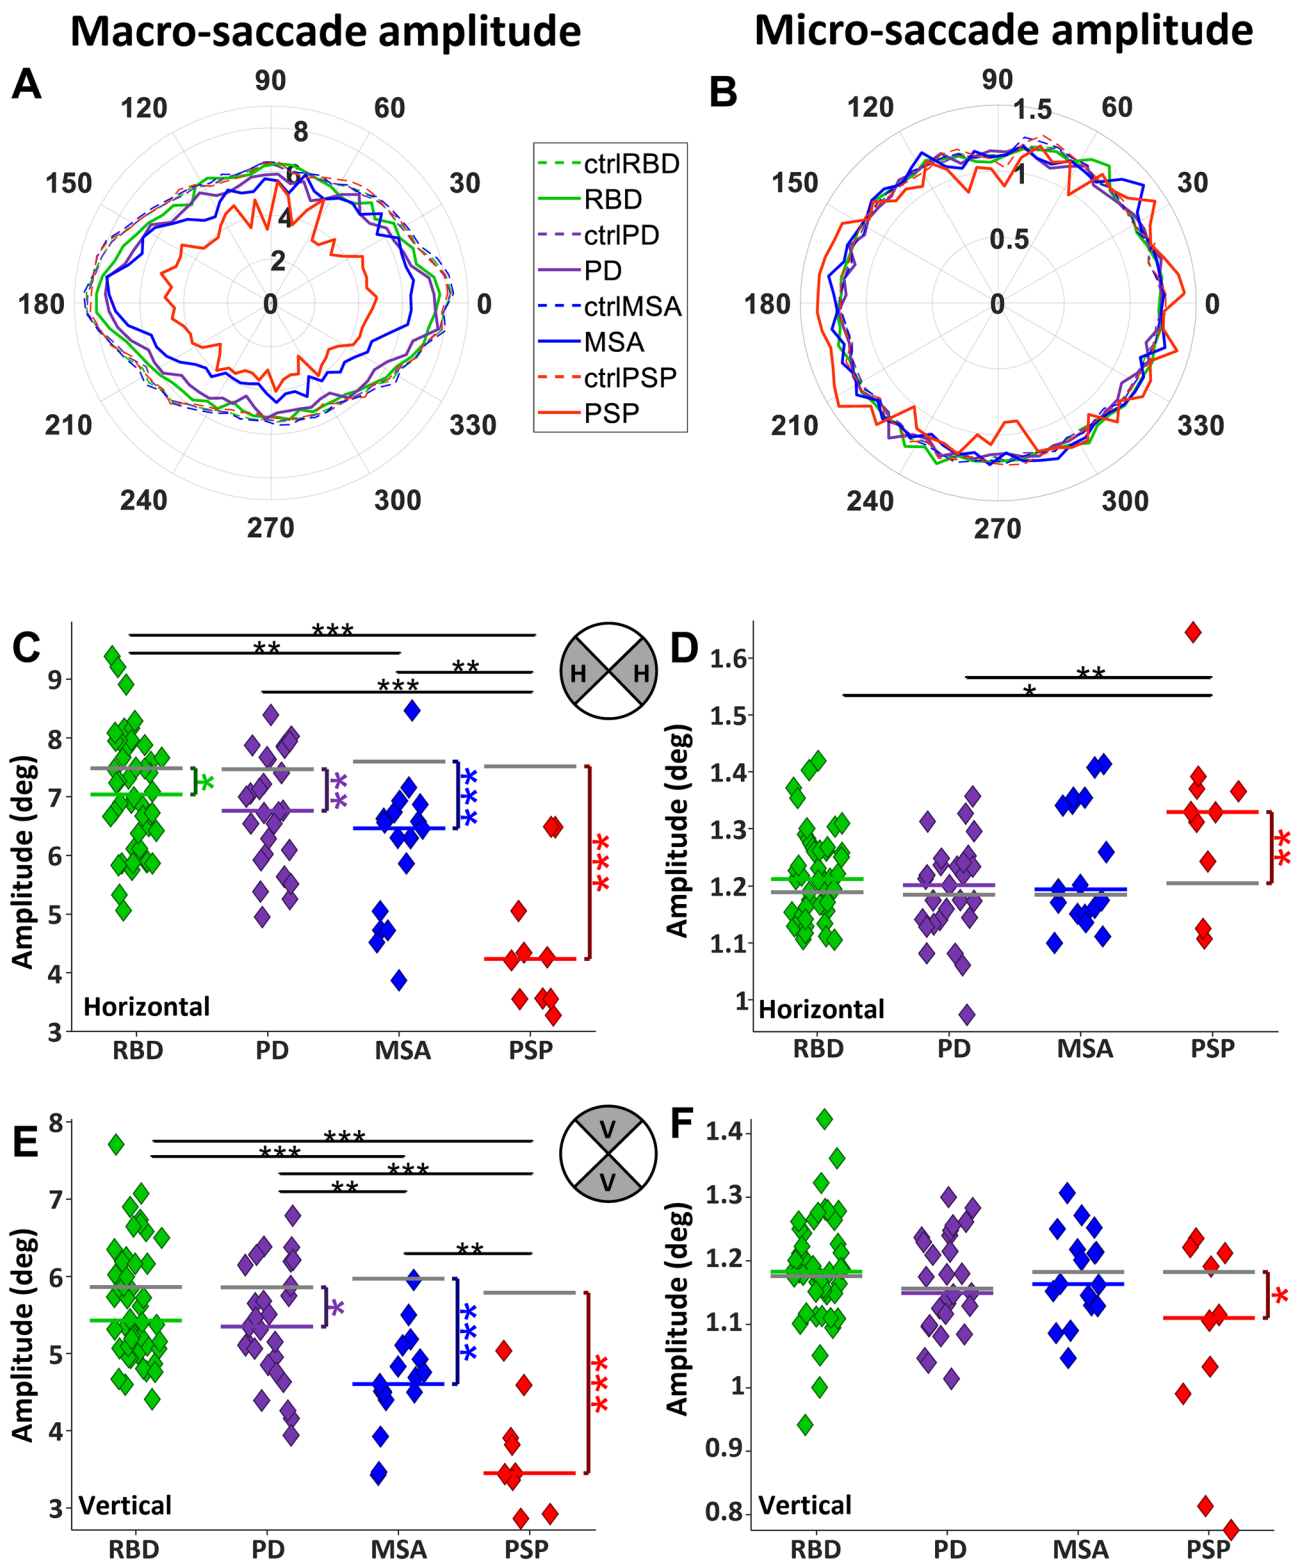 Macro-saccade amplitude
Micro-saccade amplitude
A
90
120
60
150
30
180
0
210
330
240
300
270
8
6
4
2
0
ctrlRBD
RBD
ctrlPD
PD
ctrlMSA
MSA
ctrlPSP
PSP
B
90
120
60
150
30
180
0
210
330
240
300
270
1.5
1
0.5
0
C
***
**
**
***
H H
9
8
7
6
5
4
3
Amplitude (deg)
*
**
***
***
Horizontal
RBD PD MSA PSP
D
**
*
1.6
1.5
1.4
1.3
1.2
1.1
1
Amplitude (deg)
**
Horizontal
RBD PD MSA PSP
E
***
***
***
**
**
V
V
8
7
6
5
4
3
Amplitude (deg)
*
***
***
Vertical
RBD PD MSA PSP
F
1.4
1.3
1.2
1.1
1
0.9
0.8
Amplitude (deg)
*
Vertical
RBD PD MSA PSP